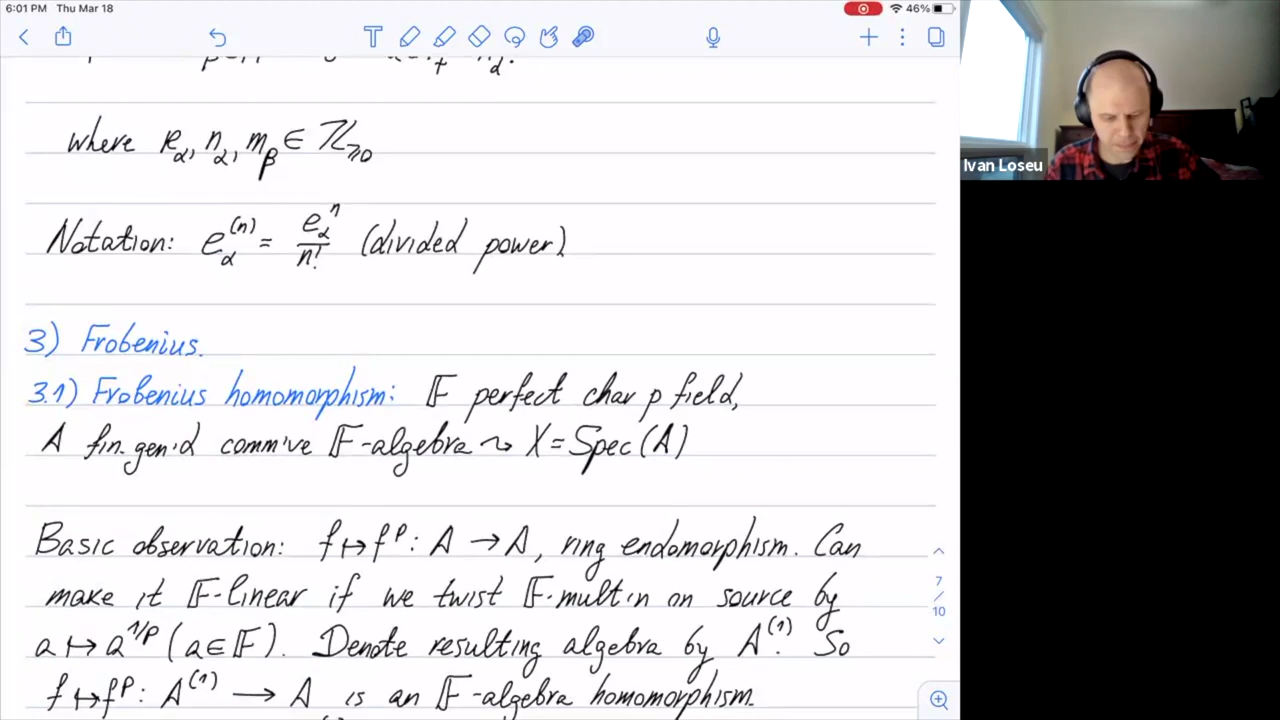 6:01 PM Thu Mar 18
46%
where k_α, n_α, m_β ∈ ℤ_≥0
Notation: e_α^(n) = e_α^n / n! (divided power)
3) Frobenius.
3.1) Frobenius homomorphism: 𝔽 perfect char p field,
A fin. gen'd comm'ive 𝔽-algebra ⇝ X = Spec(A)
Basic observation: f ↦ f^p : A → A, ring endomorphism. Can
make it 𝔽-linear if we twist 𝔽-mult'n on source by
a ↦ a^{1/p} (a ∈ 𝔽). Denote resulting algebra by A^(1). So
f ↦ f^p : A^(1) → A is an 𝔽-algebra homomorphism.
7
/
10
Ivan Loseu